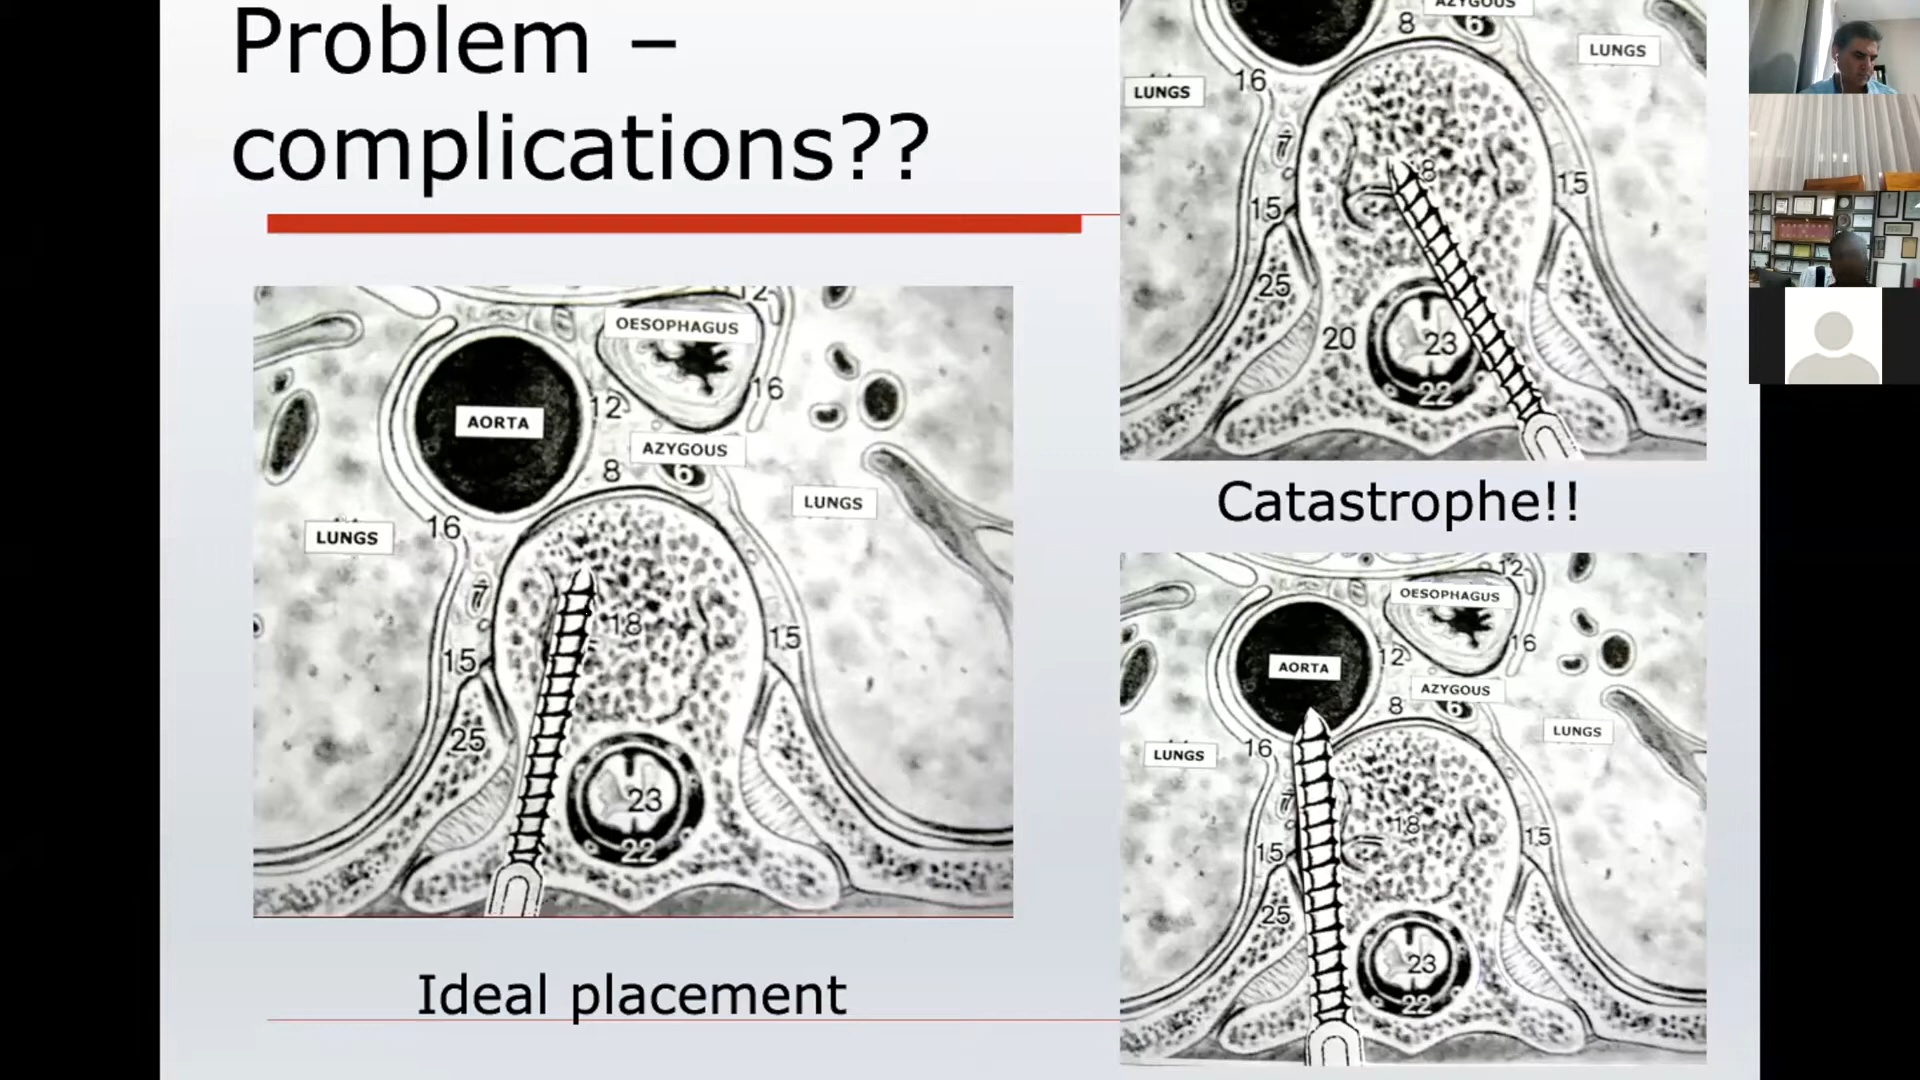 Problem –
complications??
12
OESOPHAGUS
16
AORTA
12
AZYGOUS
8
6
LUNGS
16
LUNGS
7
18
15
15
25
23
22
Ideal placement
AZYGOUS
8
6
LUNGS
16
LUNGS
7
8
15
15
25
20
23
22
Catastrophe!!
12
OESOPHAGUS
16
12
AORTA
AZYGOUS
8
6
LUNGS
16
LUNGS
7
18
15
15
25
23
22